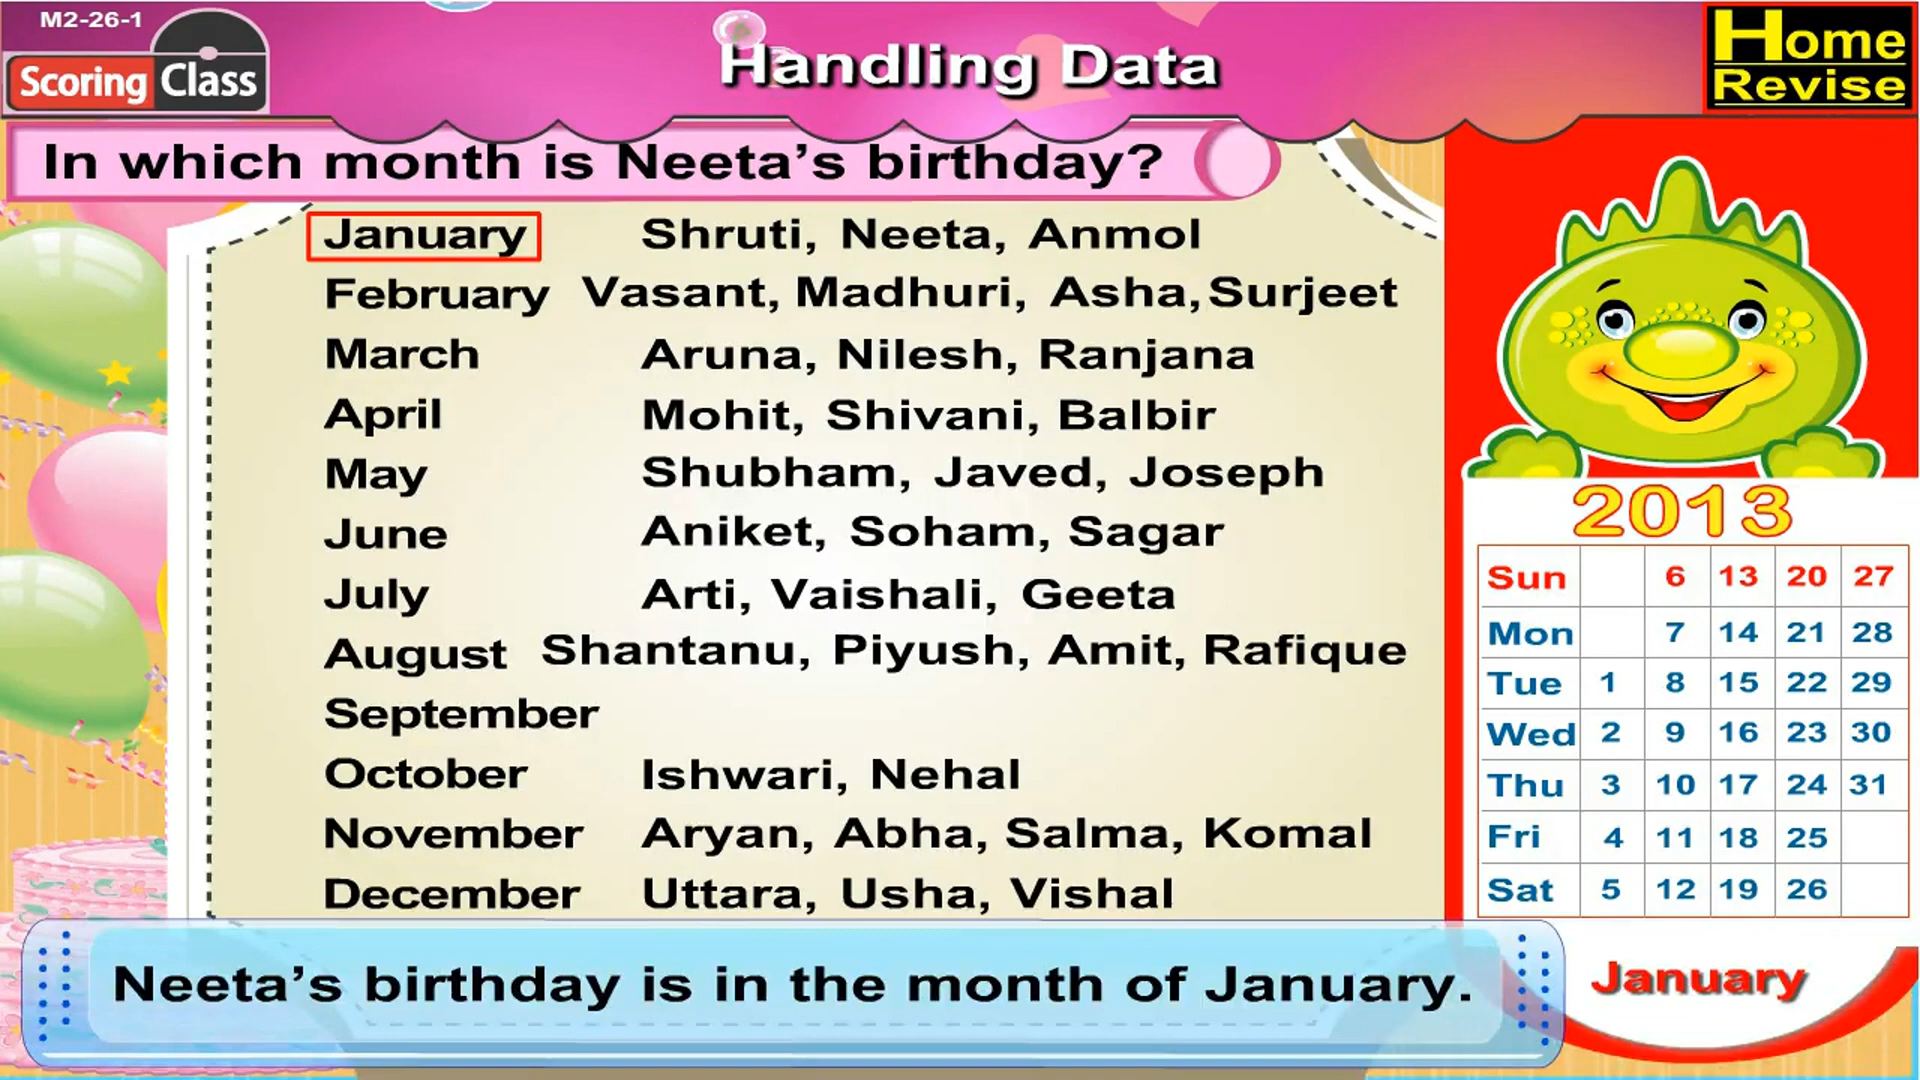 M2-26-1
Scoring Class
Handling Data
Home
Revise
In which month is Neeta’s birthday?
January Shruti, Neeta, Anmol
February Vasant, Madhuri, Asha, Surjeet
March Aruna, Nilesh, Ranjana
April Mohit, Shivani, Balbir
May Shubham, Javed, Joseph
June Aniket, Soham, Sagar
July Arti, Vaishali, Geeta
August Shantanu, Piyush, Amit, Rafique
September
October Ishwari, Nehal
November Aryan, Abha, Salma, Komal
December Uttara, Usha, Vishal
Neeta’s birthday is in the month of January.
2013
Sun 6 13 20 27
Mon 7 14 21 28
Tue 1 8 15 22 29
Wed 2 9 16 23 30
Thu 3 10 17 24 31
Fri 4 11 18 25
Sat 5 12 19 26
January